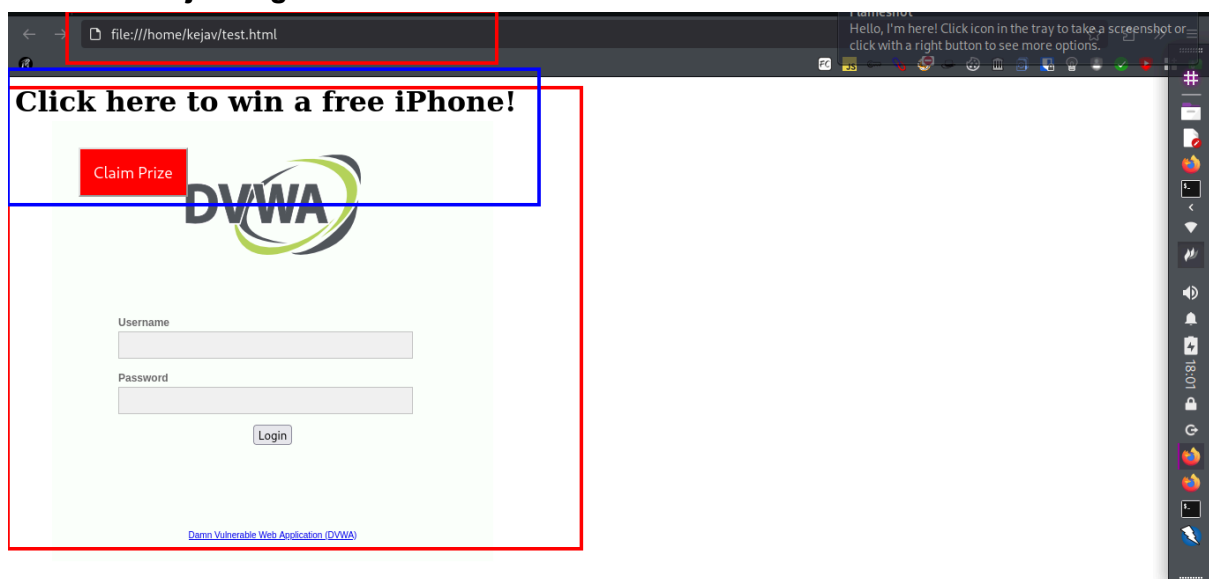 Flameshot
file:///home/kejav/test.html
Hello, I'm here! Click icon in the tray to take a screenshot or
click with a right button to see more options.
FC
JS
Click here to win a free iPhone!
Claim Prize
DVWA
Username
Password
Login
Damn Vulnerable Web Application (DVWA)
18:01